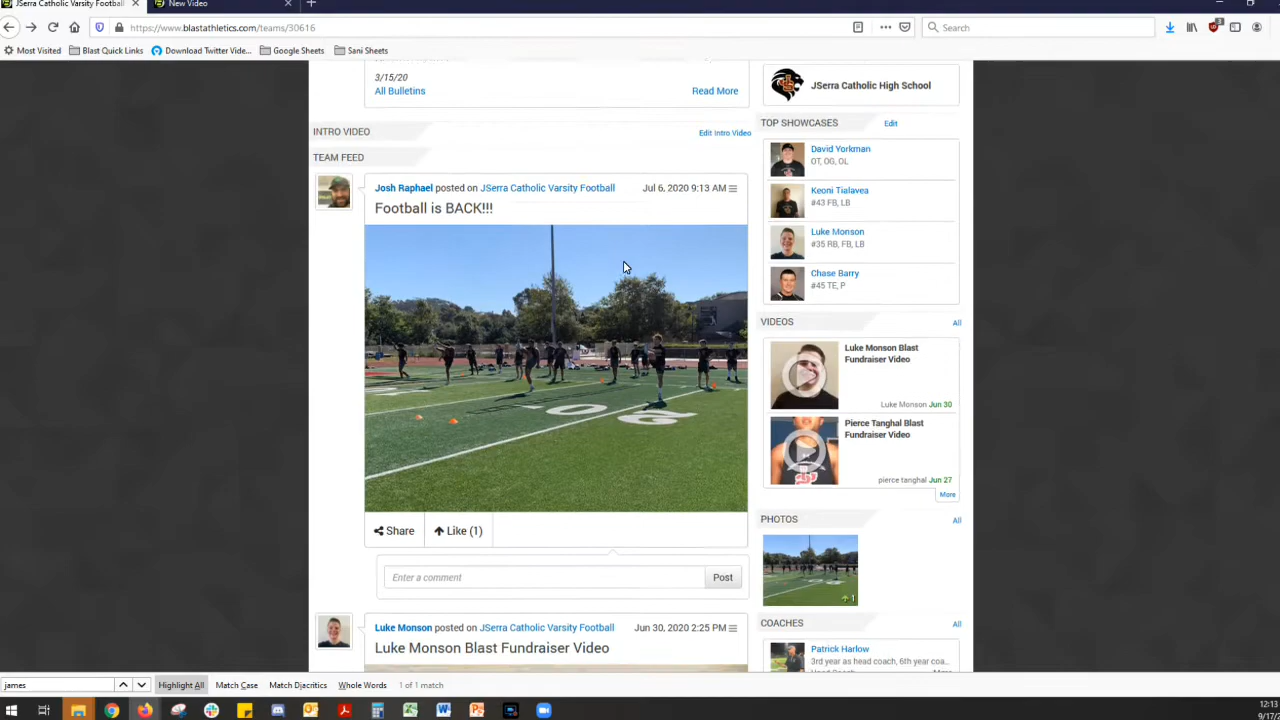 JSerra Catholic Varsity Football
New Video
https://www.blastathletics.com/teams/30616
Search
3
Most Visited
Blast Quick Links
Download Twitter Vide...
Google Sheets
Sani Sheets
3/15/20
All Bulletins
Read More
INTRO VIDEO
Edit Intro Video
TEAM FEED
Josh Raphael posted on JSerra Catholic Varsity Football
Jul 6, 2020 9:13 AM
Football is BACK!!!
Share
Like (1)
Enter a comment
Post
Luke Monson posted on JSerra Catholic Varsity Football
Jun 30, 2020 2:25 PM
Luke Monson Blast Fundraiser Video
JSerra Catholic High School
TOP SHOWCASES
Edit
David Yorkman
OT, OG, OL
Keoni Tialavea
#43 FB, LB
Luke Monson
#35 RB, FB, LB
Chase Barry
#45 TE, P
VIDEOS
All
Luke Monson Blast
Fundraiser Video
Luke Monson Jun 30
Pierce Tanghal Blast
Fundraiser Video
pierce tanghal Jun 27
More
PHOTOS
All
1
COACHES
All
Patrick Harlow
3rd year as head coach, 6th year coa...
james
Highlight All
Match Case
Match Diacritics
Whole Words
1 of 1 match
12:13
9/17/2